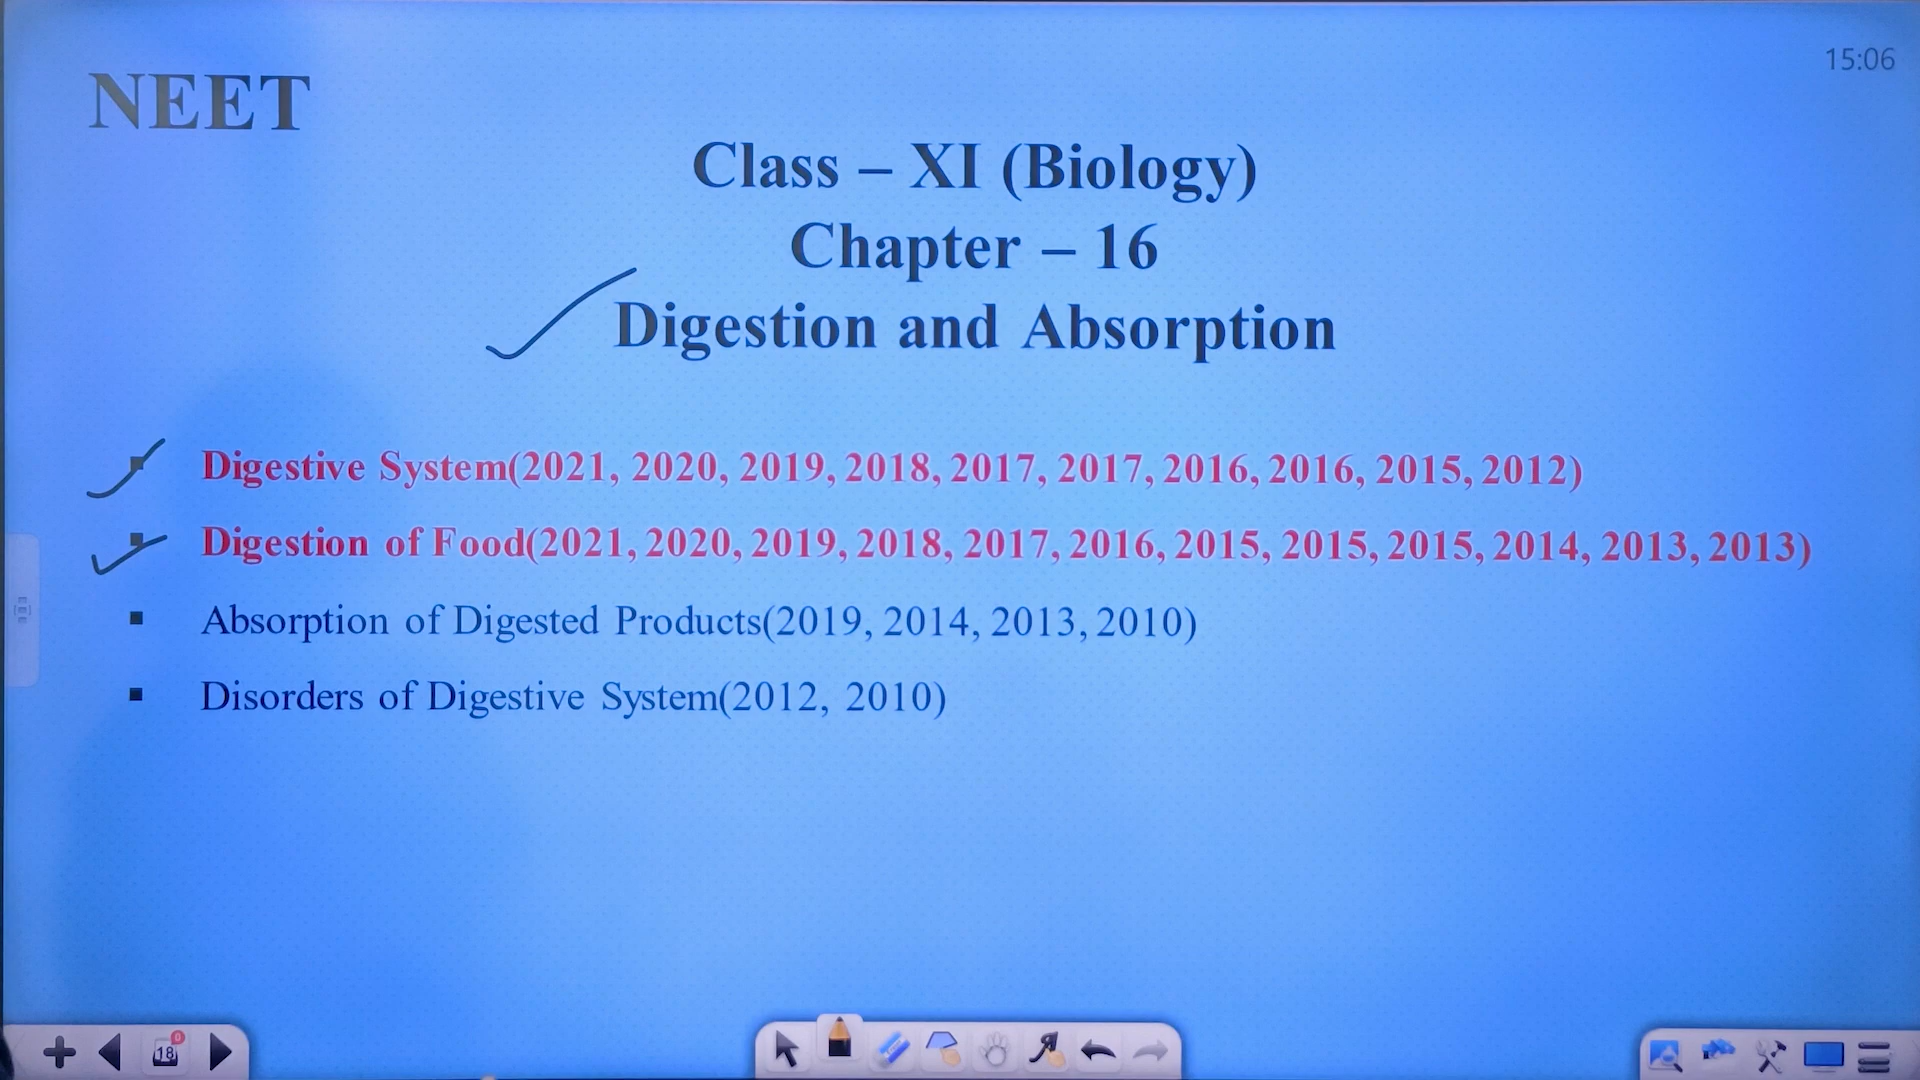 NEET
15:06
Class – XI (Biology)
Chapter – 16
Digestion and Absorption
▪ Digestive System(2021, 2020, 2019, 2018, 2017, 2017, 2016, 2016, 2015, 2012)
▪ Digestion of Food(2021, 2020, 2019, 2018, 2017, 2016, 2015, 2015, 2015, 2014, 2013, 2013)
▪ Absorption of Digested Products(2019, 2014, 2013, 2010)
▪ Disorders of Digestive System(2012, 2010)
18
0